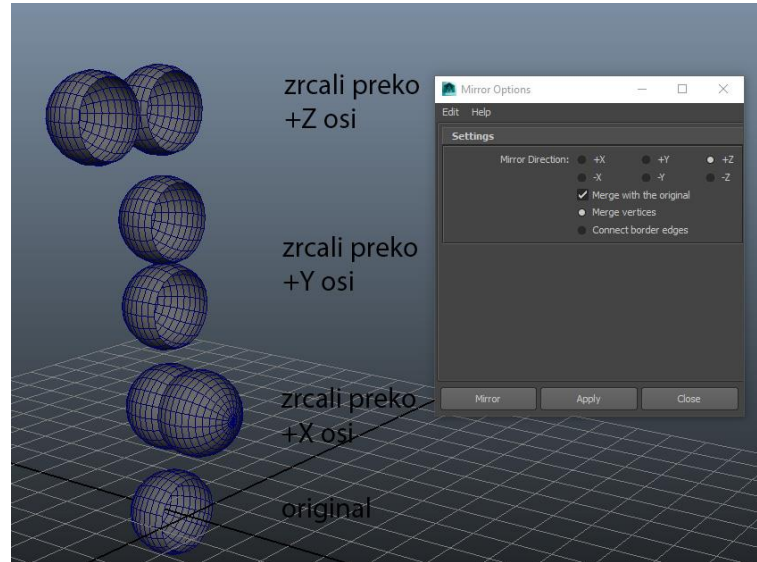 zrcali preko
+Z osi
zrcali preko
+Y osi
zrcali preko
+X osi
original
Mirror Options
Edit Help
Settings
Mirror Direction: +X +Y +Z
-X -Y -Z
Merge with the original
Merge vertices
Connect border edges
Mirror Apply Close